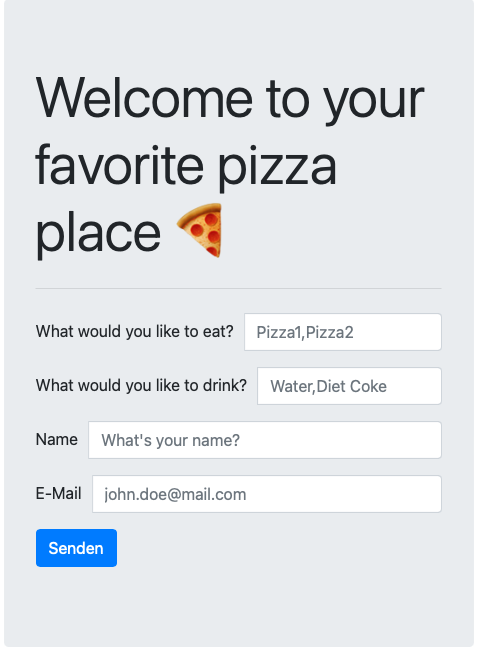 Welcome to your
favorite pizza
place 🍕
What would you like to eat? Pizza1,Pizza2
What would you like to drink? Water,Diet Coke
Name What's your name?
E-Mail john.doe@mail.com
Senden